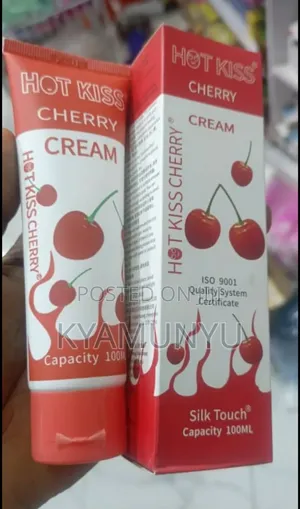 HOT KISS
CHERRY
CREAM
HOT KISS CHERRY®
Capacity 100ML
HOT KISS®
CHERRY
CREAM
HOT KISS CHERRY®
ISO 9001
Quality System
Certificate
Silk Touch®
Capacity 100ML
POSTED ON
KYAMUNYU